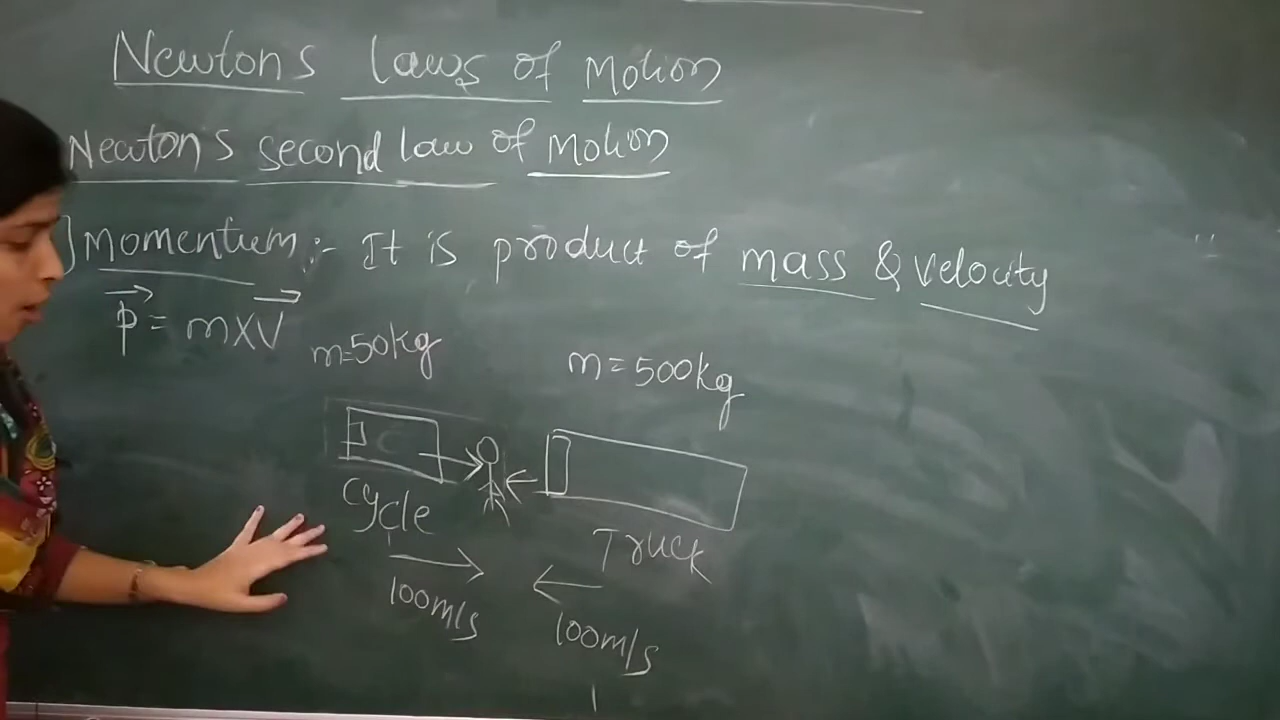 Newton's laws of Motion
Newton's second law of Motion
] momentum :- It is product of mass & velocity
p⃗ = m×v⃗
m=50kg
m=500kg
cycle
Truck
100m/s
100m/s